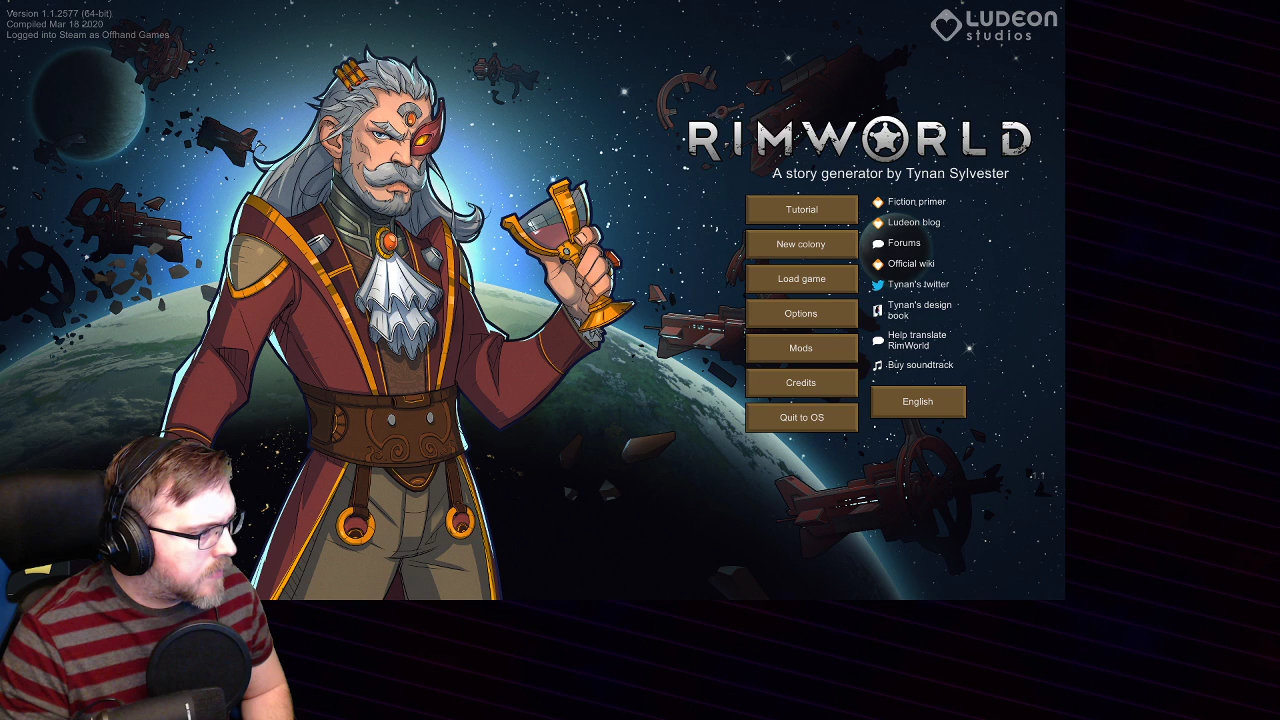 Version 1.1.2577 (64-bit)
Compiled Mar 18 2020
Logged into Steam as Offhand Games
LUDEON
studios
RIMWORLD
A story generator by Tynan Sylvester
Tutorial
New colony
Load game
Options
Mods
Credits
Quit to OS
Fiction primer
Ludeon blog
Forums
Official wiki
Tynan's twitter
Tynan's design
book
Help translate
RimWorld
Buy soundtrack
English